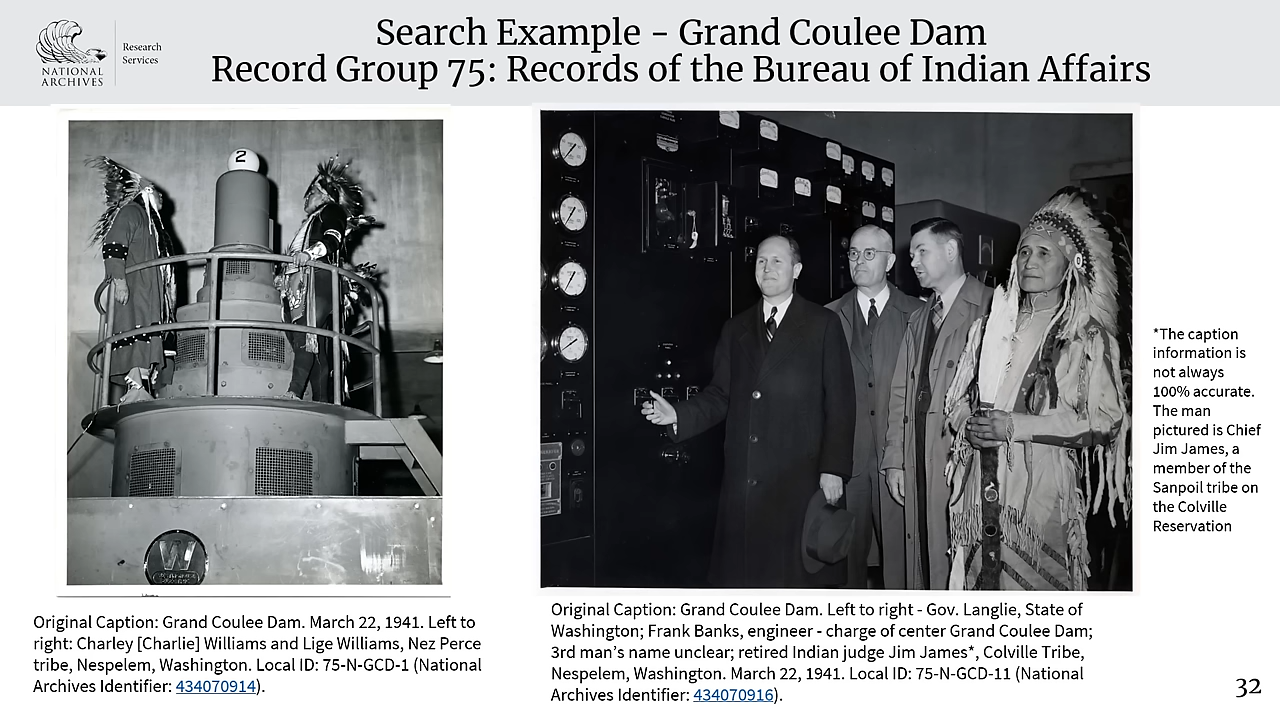 Search Example - Grand Coulee Dam
Record Group 75: Records of the Bureau of Indian Affairs
NATIONAL
ARCHIVES
Research
Services
2
W
Original Caption: Grand Coulee Dam. March 22, 1941. Left to
right: Charley [Charlie] Williams and Lige Williams, Nez Perce
tribe, Nespelem, Washington. Local ID: 75-N-GCD-1 (National
Archives Identifier: 434070914).
Original Caption: Grand Coulee Dam. Left to right - Gov. Langlie, State of
Washington; Frank Banks, engineer - charge of center Grand Coulee Dam;
3rd man's name unclear; retired Indian judge Jim James*, Colville Tribe,
Nespelem, Washington. March 22, 1941. Local ID: 75-N-GCD-11 (National
Archives Identifier: 434070916).
*The caption
information is
not always
100% accurate.
The man
pictured is Chief
Jim James, a
member of the
Sanpoil tribe on
the Colville
Reservation
32